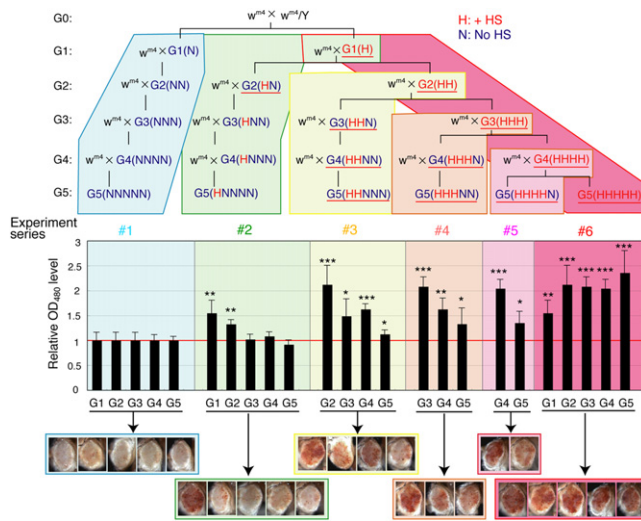 G0: w^m4 × w^m4/Y H: + HS
N: No HS
G1: w^m4 × G1(N) w^m4 × G1(H)
G2: w^m4 × G2(NN) w^m4 × G2(HN) w^m4 × G2(HH)
G3: w^m4 × G3(NNN) w^m4 × G3(HNN) w^m4 × G3(HHN) w^m4 × G3(HHH)
G4: w^m4 × G4(NNNN) w^m4 × G4(HNNN) w^m4 × G4(HHNN) w^m4 × G4(HHHN) w^m4 × G4(HHHH)
G5: G5(NNNNN) G5(HNNNN) G5(HHNNN) G5(HHHNN) G5(HHHHN) G5(HHHHH)
Experiment
series #1 #2 #3 #4 #5 #6
Relative OD480 level
3
2.5
2.0
1.5
1
0.5
0
** ** *** * *** * *** ** * *** * ** *** *** *** ***
G1 G2 G3 G4 G5 G1 G2 G3 G4 G5 G2 G3 G4 G5 G3 G4 G5 G4 G5 G1 G2 G3 G4 G5